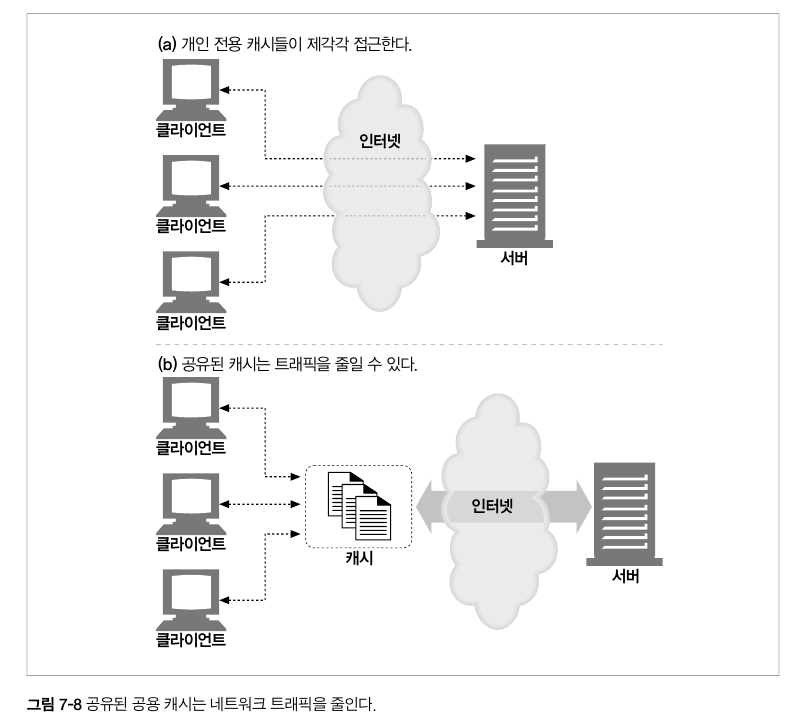 (a) 개인 전용 캐시들이 제각각 접근한다.
클라이언트
인터넷
클라이언트
서버
클라이언트
(b) 공유된 캐시는 트래픽을 줄일 수 있다.
클라이언트
인터넷
클라이언트
캐시
서버
클라이언트
그림 7-8 공유된 공용 캐시는 네트워크 트래픽을 줄인다.